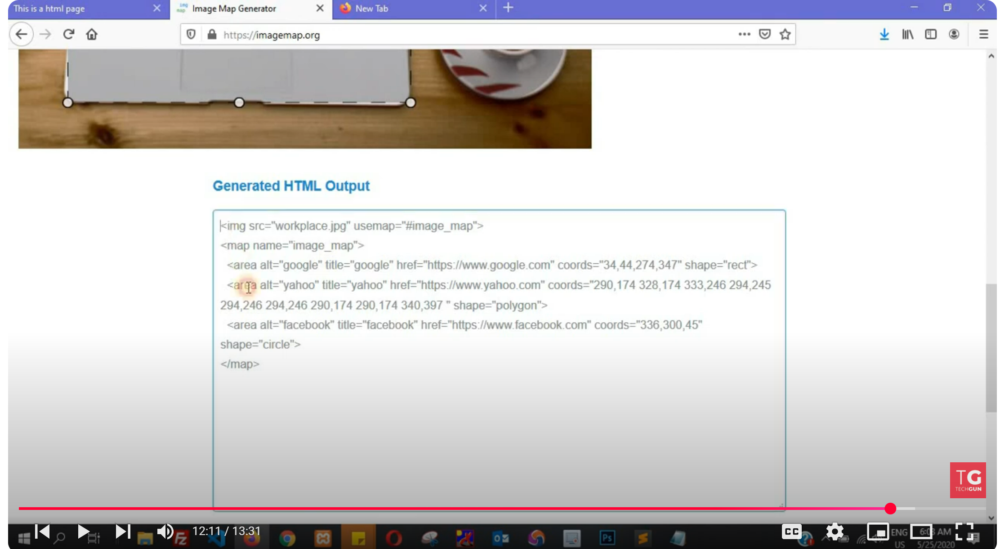 This is a html page
img
map
Image Map Generator
New Tab
https://imagemap.org
Generated HTML Output
<img src="workplace.jpg" usemap="#image_map">
<map name="image_map">
<area alt="google" title="google" href="https://www.google.com" coords="34,44,274,347" shape="rect">
<area alt="yahoo" title="yahoo" href="https://www.yahoo.com" coords="290,174 328,174 333,246 294,245
294,246 294,246 290,174 290,174 340,397 " shape="polygon">
<area alt="facebook" title="facebook" href="https://www.facebook.com" coords="336,300,45"
shape="circle">
</map>
TG
TECHGUN
12:11 / 13:31
Fz
Ps
CC
ENG
US
AM
5/25/2020